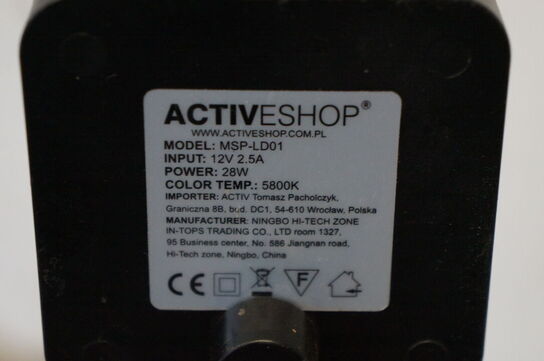 ACTIVESHOP®
WWW.ACTIVESHOP.COM.PL
MODEL: MSP-LD01
INPUT: 12V 2.5A
POWER: 28W
COLOR TEMP.: 5800K
IMPORTER: ACTIV Tomasz Pacholczyk,
Graniczna 8B, bud. DC1, 54-610 Wrocław, Polska
MANUFACTURER: NINGBO HI-TECH ZONE
IN-TOPS TRADING CO., LTD room 1327,
95 Business center, No. 586 Jiangnan road,
Hi-Tech zone, Ningbo, China
CE F